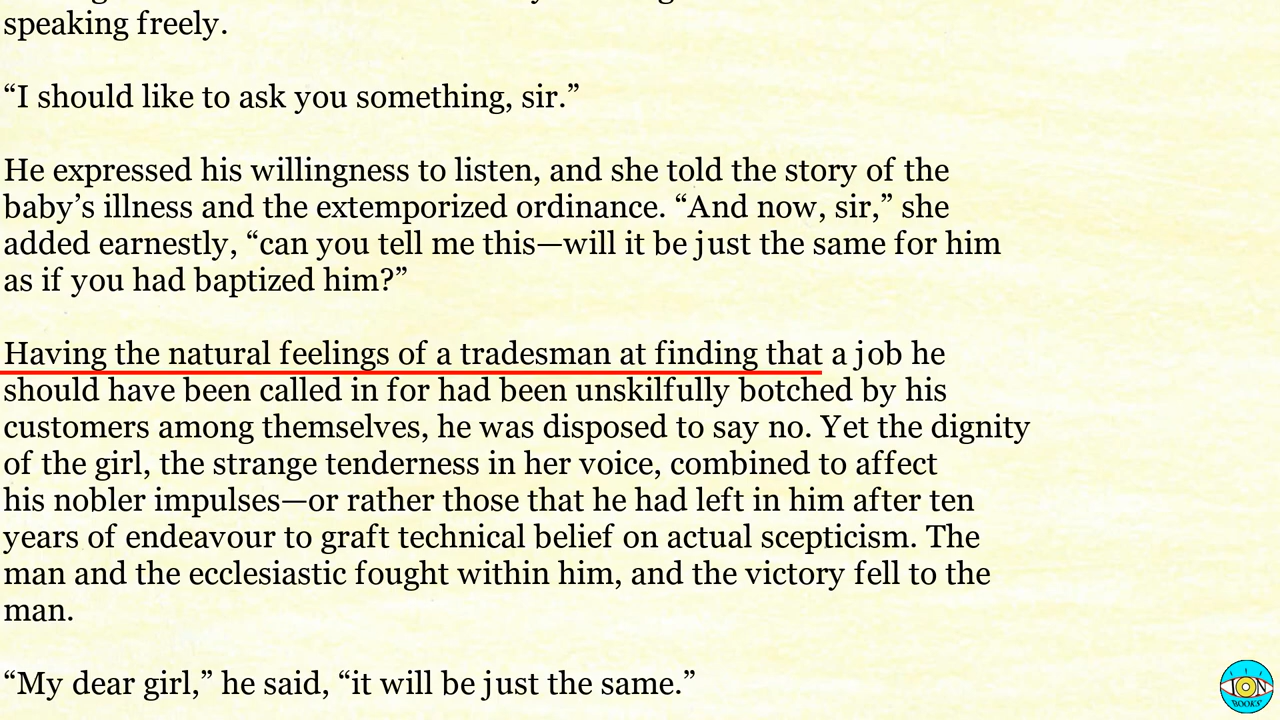 speaking freely.
“I should like to ask you something, sir.”
He expressed his willingness to listen, and she told the story of the
baby’s illness and the extemporized ordinance. “And now, sir,” she
added earnestly, “can you tell me this—will it be just the same for him
as if you had baptized him?”
Having the natural feelings of a tradesman at finding that a job he
should have been called in for had been unskilfully botched by his
customers among themselves, he was disposed to say no. Yet the dignity
of the girl, the strange tenderness in her voice, combined to affect
his nobler impulses—or rather those that he had left in him after ten
years of endeavour to graft technical belief on actual scepticism. The
man and the ecclesiastic fought within him, and the victory fell to the
man.
“My dear girl,” he said, “it will be just the same.”
ION
BOOKS